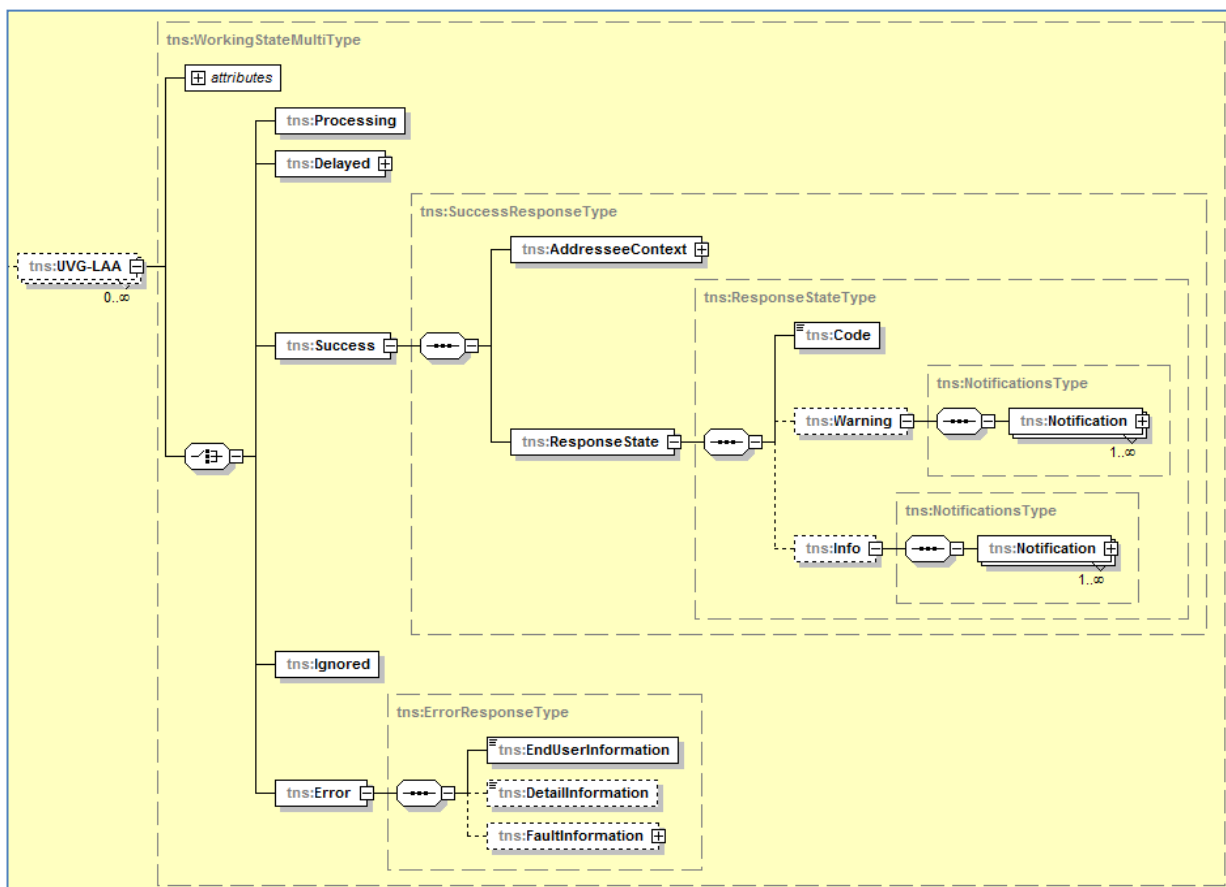 tns:WorkingStateMultiType
attributes
tns:Processing
tns:Delayed
tns:SuccessResponseType
tns:AddresseeContext
tns:UVG-LAA
0..∞
tns:ResponseStateType
tns:Code
tns:Success
tns:NotificationsType
tns:Warning
tns:Notification
1..∞
tns:ResponseState
tns:NotificationsType
tns:Info
tns:Notification
1..∞
tns:Ignored
tns:ErrorResponseType
tns:EndUserInformation
tns:Error
tns:DetailInformation
tns:FaultInformation